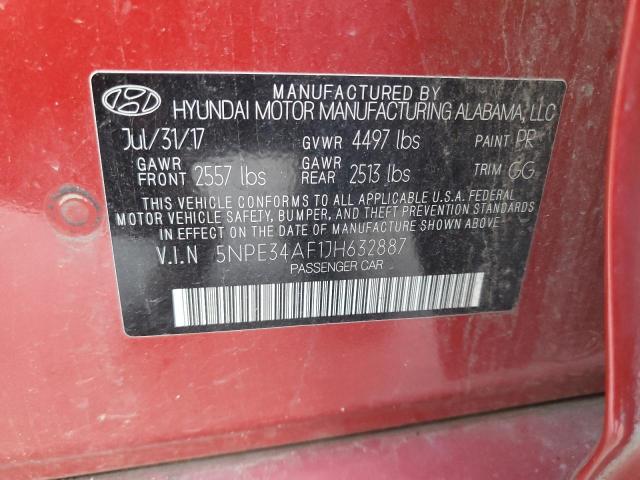 MANUFACTURED BY
HYUNDAI MOTOR MANUFACTURING ALABAMA, LLC
Jul/31/17 GVWR 4497 lbs PAINT PR
GAWR FRONT 2557 lbs GAWR REAR 2513 lbs TRIM GG
THIS VEHICLE CONFORMS TO ALL APPLICABLE U.S.A. FEDERAL
MOTOR VEHICLE SAFETY, BUMPER, AND THEFT PREVENTION STANDARDS
IN EFFECT ON THE DATE OF MANUFACTURE SHOWN ABOVE.
V.I.N 5NPE34AF1JH632887
PASSENGER CAR